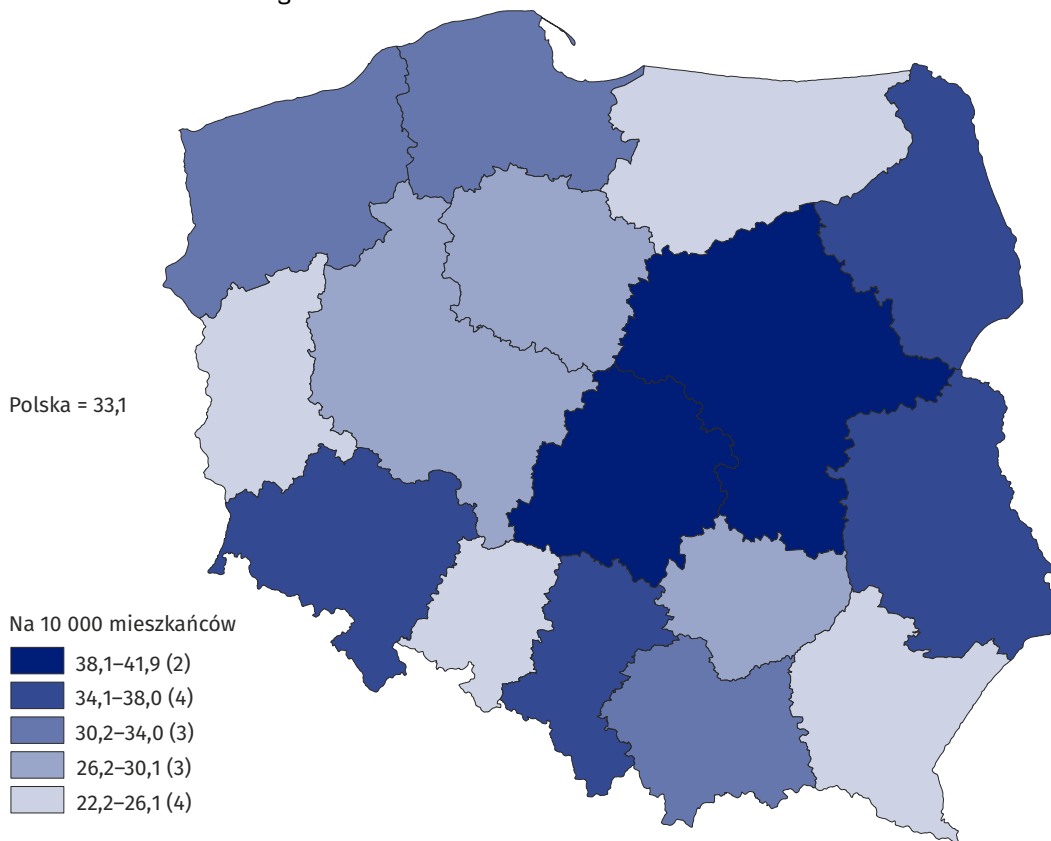 Polska = 33,1
Na 10 000 mieszkańców
38,1–41,9 (2)
34,1–38,0 (4)
30,2–34,0 (3)
26,2–30,1 (3)
22,2–26,1 (4)